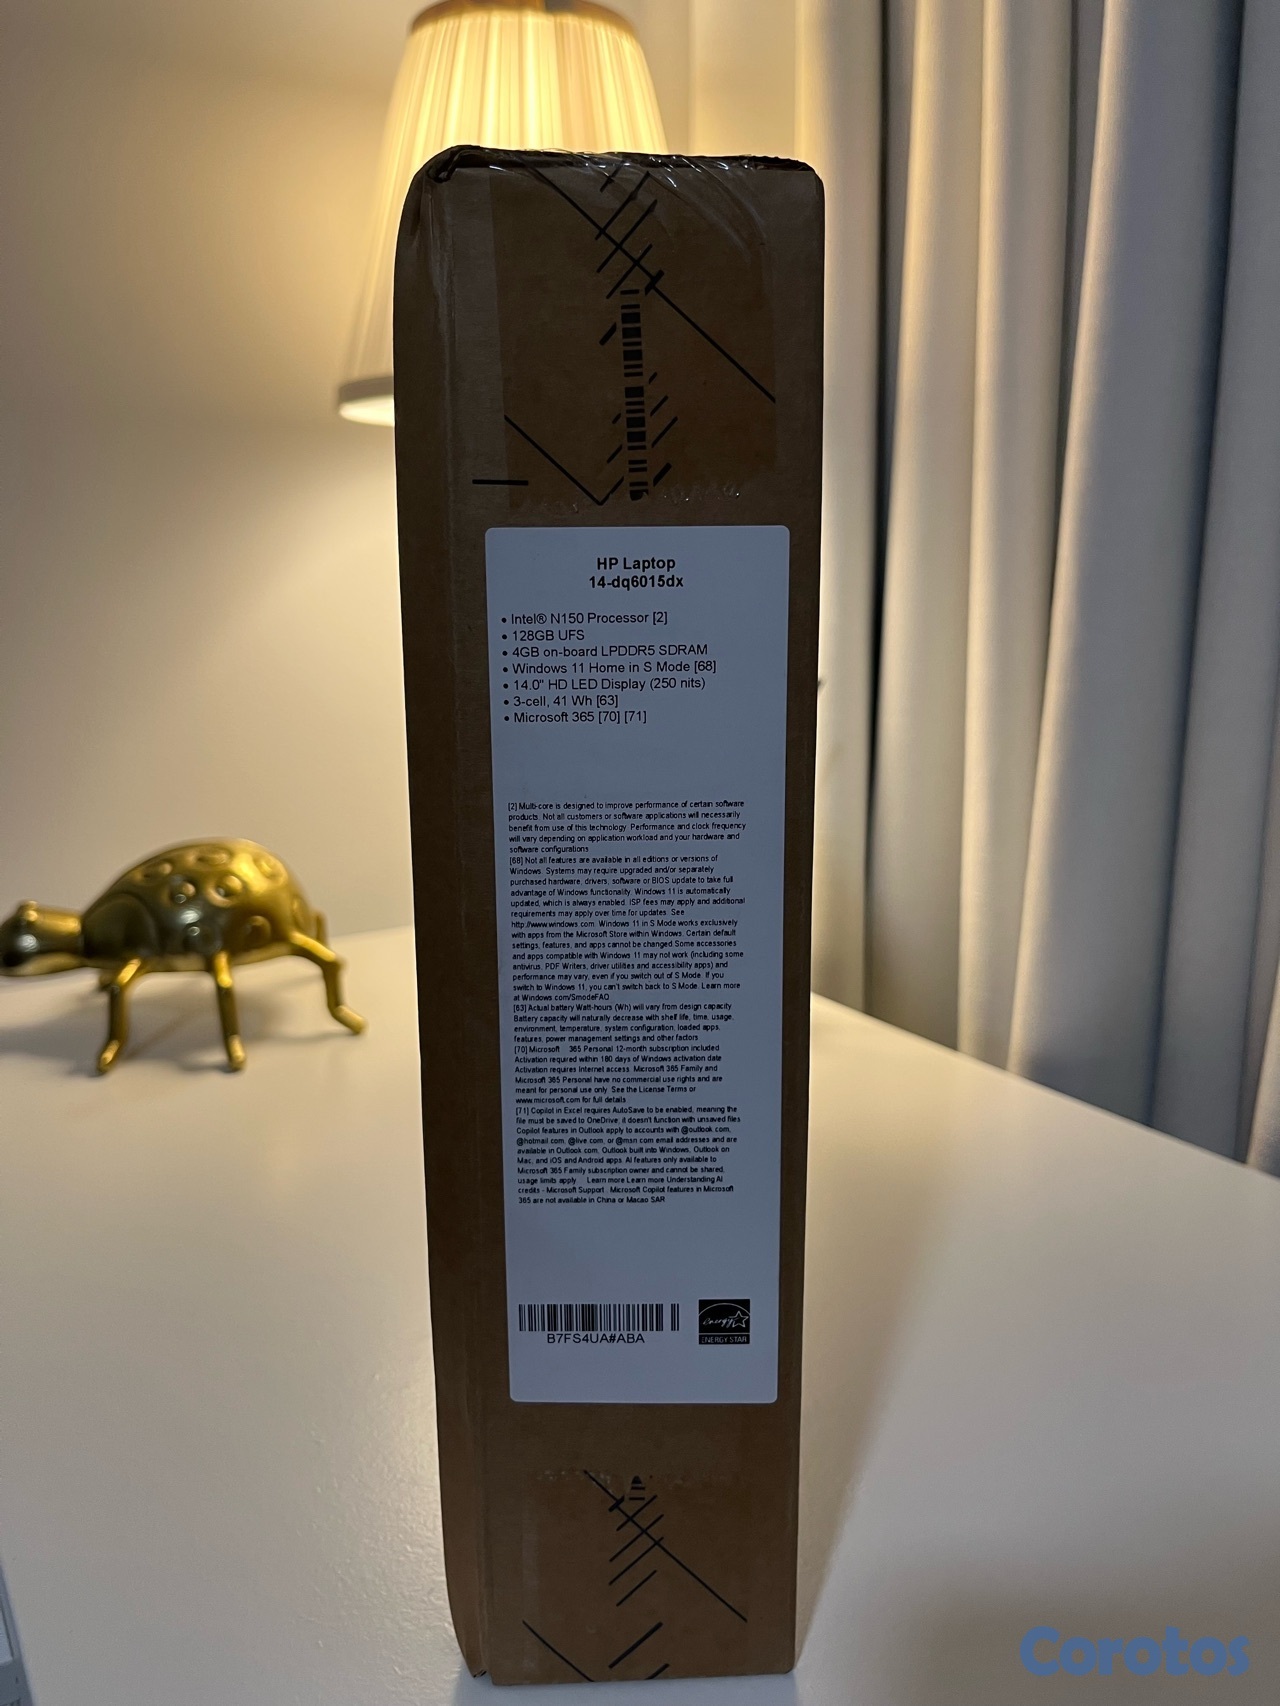 HP Laptop
14-dq6015dx
• Intel® N150 Processor [2]
• 128GB UFS
• 4GB on-board LPDDR5 SDRAM
• Windows 11 Home in S Mode [68]
• 14.0" HD LED Display (250 nits)
• 3-cell, 41 Wh [63]
• Microsoft 365 [70] [71]
[2] Multi-core is designed to improve performance of certain software
products. Not all customers or software applications will necessarily
benefit from use of this technology. Performance and clock frequency
will vary depending on application workload and your hardware and
software configurations
[68] Not all features are available in all editions or versions of
Windows. Systems may require upgraded and/or separately
purchased hardware, drivers, software or BIOS update to take full
advantage of Windows functionality. Windows 11 is automatically
updated, which is always enabled. ISP fees may apply and additional
requirements may apply over time for updates. See
http://www.windows.com. Windows 11 in S Mode works exclusively
with apps from the Microsoft Store within Windows. Certain default
settings, features, and apps cannot be changed Some accessories
and apps compatible with Windows 11 may not work (including some
antivirus, PDF Writers, driver utilities and accessibility apps) and
performance may vary, even if you switch out of S Mode. If you
switch to Windows 11, you can't switch back to S Mode. Learn more
at Windows.com/SmodeFAQ
[63] Actual battery Watt-hours (Wh) will vary from design capacity
Battery capacity will naturally decrease with shelf life, time, usage,
environment, temperature, system configuration, loaded apps,
features, power management settings and other factors
[70] Microsoft 365 Personal 12-month subscription included
Activation required within 180 days of Windows activation date
Activation requires Internet access. Microsoft 365 Family and
Microsoft 365 Personal have no commercial use rights and are
meant for personal use only. See the License Terms or
www.microsoft.com for full details
[71] Copilot in Excel requires AutoSave to be enabled, meaning the
file must be saved to OneDrive; it doesn't function with unsaved files
Copilot features in Outlook apply to accounts with @outlook.com,
@hotmail.com, @live.com, or @msn.com email addresses and are
available in Outlook.com, Outlook built into Windows, Outlook on
Mac, and iOS and Android apps. AI features only available to
Microsoft 365 Family subscription owner and cannot be shared;
usage limits apply Learn more Learn more Understanding AI
credits - Microsoft Support . Microsoft Copilot features in Microsoft
365 are not available in China or Macao SAR
B7FS4UA#ABA
energy
ENERGY STAR
Corotos